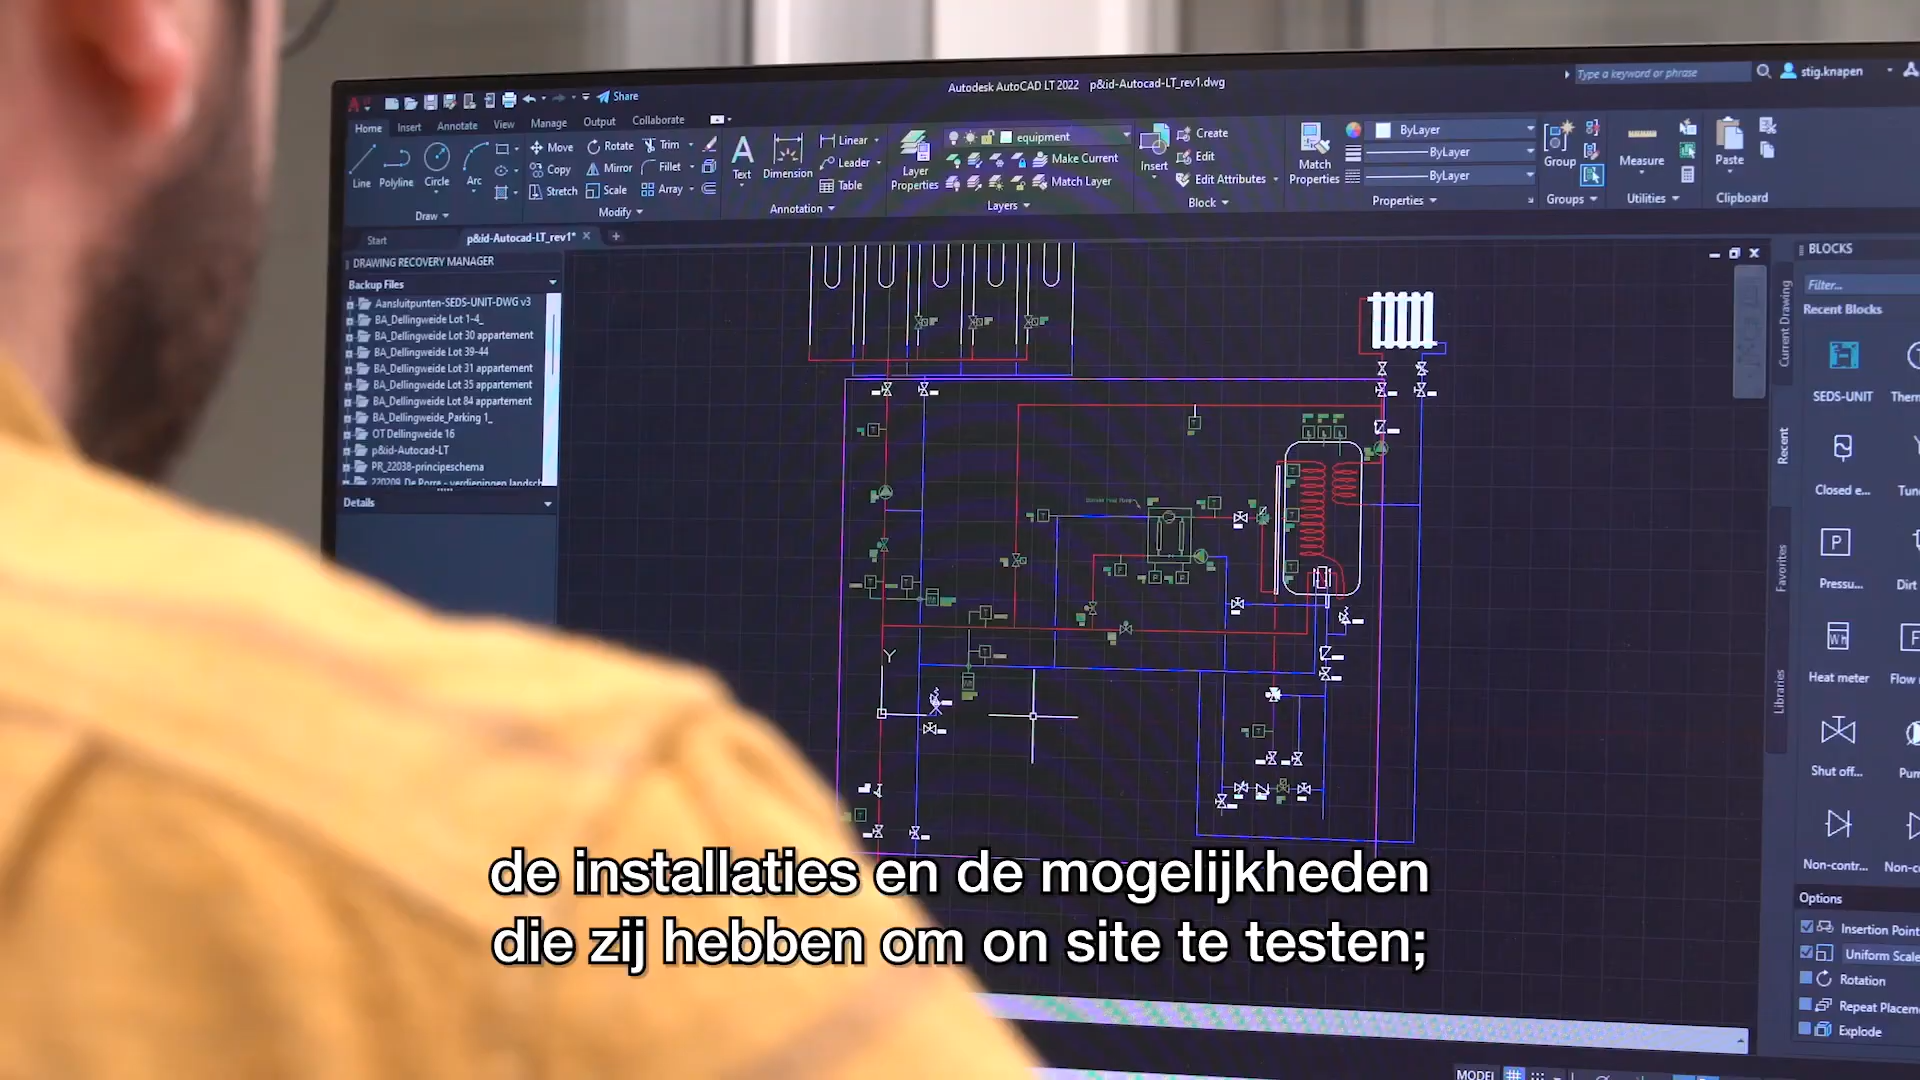 Autodesk AutoCAD LT 2022 p&id-Autocad-LT_rev1.dwg
Type a keyword or phrase
stig.knapen
Share
Home Insert Annotate View Manage Output Collaborate
Line Polyline Circle Arc
Draw
Move Rotate Trim
Copy Mirror Fillet
Stretch Scale Array
Modify
Text Dimension
Linear
Leader
Table
Annotation
Layer Properties
equipment
Make Current
Match Layer
Layers
Insert
Create
Edit
Edit Attributes
Block
Match Properties
ByLayer
ByLayer
ByLayer
Properties
Group
Groups
Measure
Utilities
Paste
Clipboard
Start p&id-Autocad-LT_rev1*
DRAWING RECOVERY MANAGER
Backup Files
Aansluitpunten-SEDS-UNIT-DWG v3
BA_Dellingweide Lot 1-4_
BA_Dellingweide Lot 30 appartement
BA_Dellingweide Lot 39-44
BA_Dellingweide Lot 31 appartement
BA_Dellingweide Lot 35 appartement
BA_Dellingweide Lot 84 appartement
BA_Dellingweide_Parking 1_
OT Dellingweide 16
p&id-Autocad-LT
PR_22038-principeschema
Details
Y
BLOCKS
Filter...
Recent Blocks
Current Drawing
Recent
Favorites
Libraries
SEDS-UNIT
Closed e...
P
Pressu...
Wh
Heat meter
Shut off...
Non-contr...
Options
Insertion Point
Uniform Scale
Rotation
Repeat Placem
Explode
MODEL
de installaties en de mogelijkheden
die zij hebben om on site te testen;